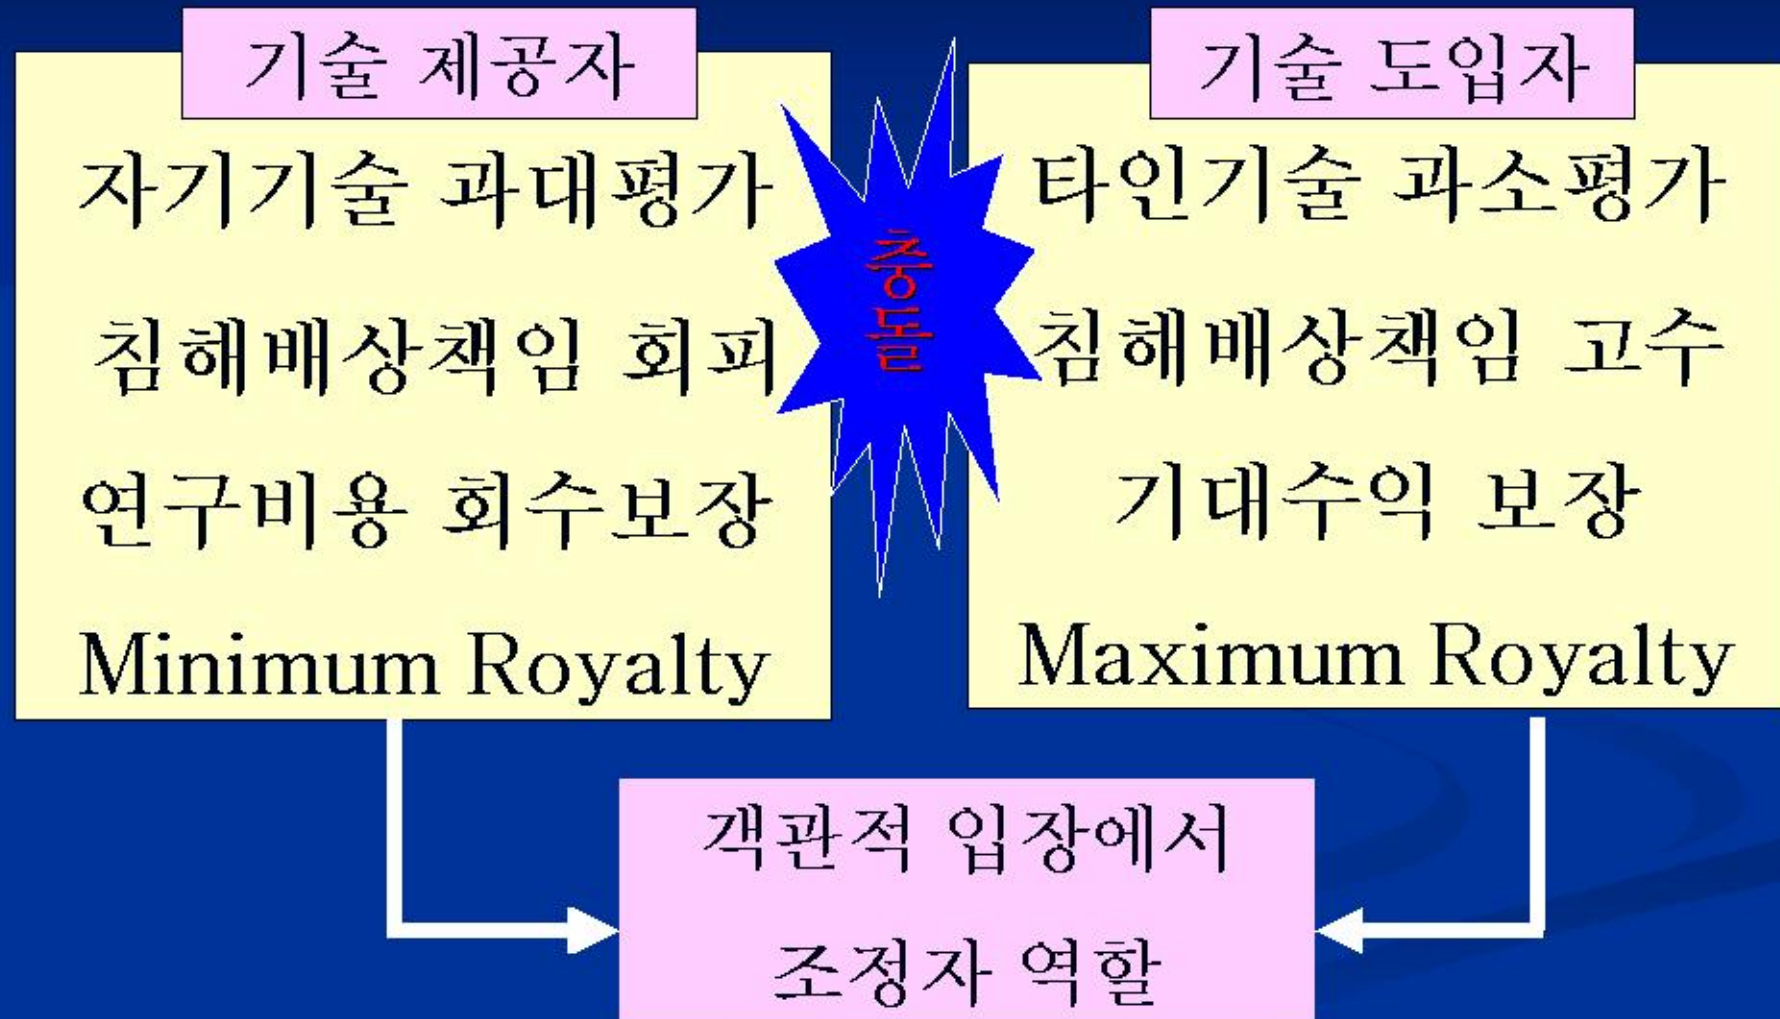 기술 제공자
자기기술 과대평가
침해배상책임 회피
연구비용 회수보장
Minimum Royalty
충돌
기술 도입자
타인기술 과소평가
침해배상책임 고수
기대수익 보장
Maximum Royalty
객관적 입장에서
조정자 역할